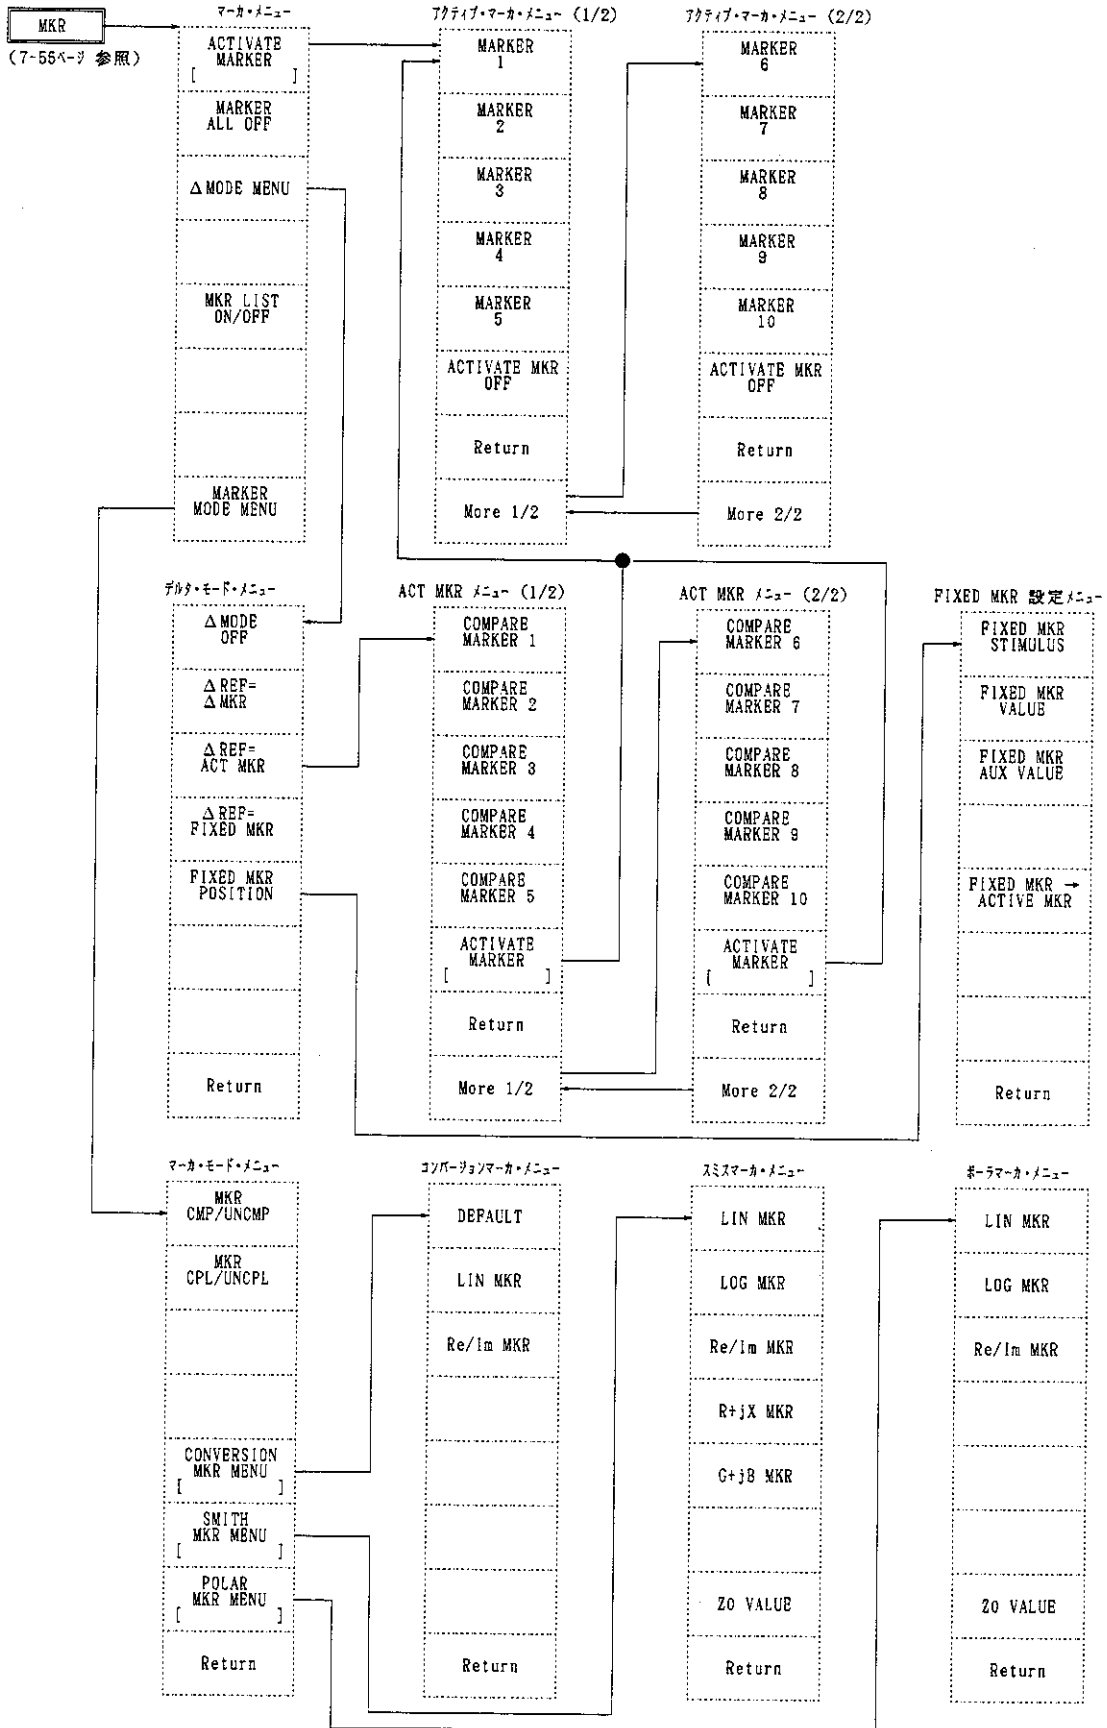 MKR
(7-55ページ 参照)
マーカ・メニュー
ACTIVATE
MARKER
[ ]
MARKER
ALL OFF
ΔMODE MENU
MKR LIST
ON/OFF
MARKER
MODE MENU
アクティブ・マーカ・メニュー (1/2)
MARKER
1
MARKER
2
MARKER
3
MARKER
4
MARKER
5
ACTIVATE MKR
OFF
Return
More 1/2
アクティブ・マーカ・メニュー (2/2)
MARKER
6
MARKER
7
MARKER
8
MARKER
9
MARKER
10
ACTIVATE MKR
OFF
Return
More 2/2
デルタ・モード・メニュー
ΔMODE
OFF
ΔREF=
ΔMKR
ΔREF=
ACT MKR
ΔREF=
FIXED MKR
FIXED MKR
POSITION
Return
ACT MKR メニュー (1/2)
COMPARE
MARKER 1
COMPARE
MARKER 2
COMPARE
MARKER 3
COMPARE
MARKER 4
COMPARE
MARKER 5
ACTIVATE
MARKER
[ ]
Return
More 1/2
ACT MKR メニュー (2/2)
COMPARE
MARKER 6
COMPARE
MARKER 7
COMPARE
MARKER 8
COMPARE
MARKER 9
COMPARE
MARKER 10
ACTIVATE
MARKER
[ ]
Return
More 2/2
FIXED MKR 設定メニュー
FIXED MKR
STIMULUS
FIXED MKR
VALUE
FIXED MKR
AUX VALUE
FIXED MKR →
ACTIVE MKR
Return
マーカ・モード・メニュー
MKR
CMP/UNCMP
MKR
CPL/UNCPL
CONVERSION
MKR MENU
[ ]
SMITH
MKR MENU
[ ]
POLAR
MKR MENU
[ ]
Return
コンバージョンマーカ・メニュー
DEFAULT
LIN MKR
Re/Im MKR
Return
スミスマーカ・メニュー
LIN MKR
LOG MKR
Re/Im MKR
R+jX MKR
G+jB MKR
Z0 VALUE
Return
ポーラマーカ・メニュー
LIN MKR
LOG MKR
Re/Im MKR
Z0 VALUE
Return